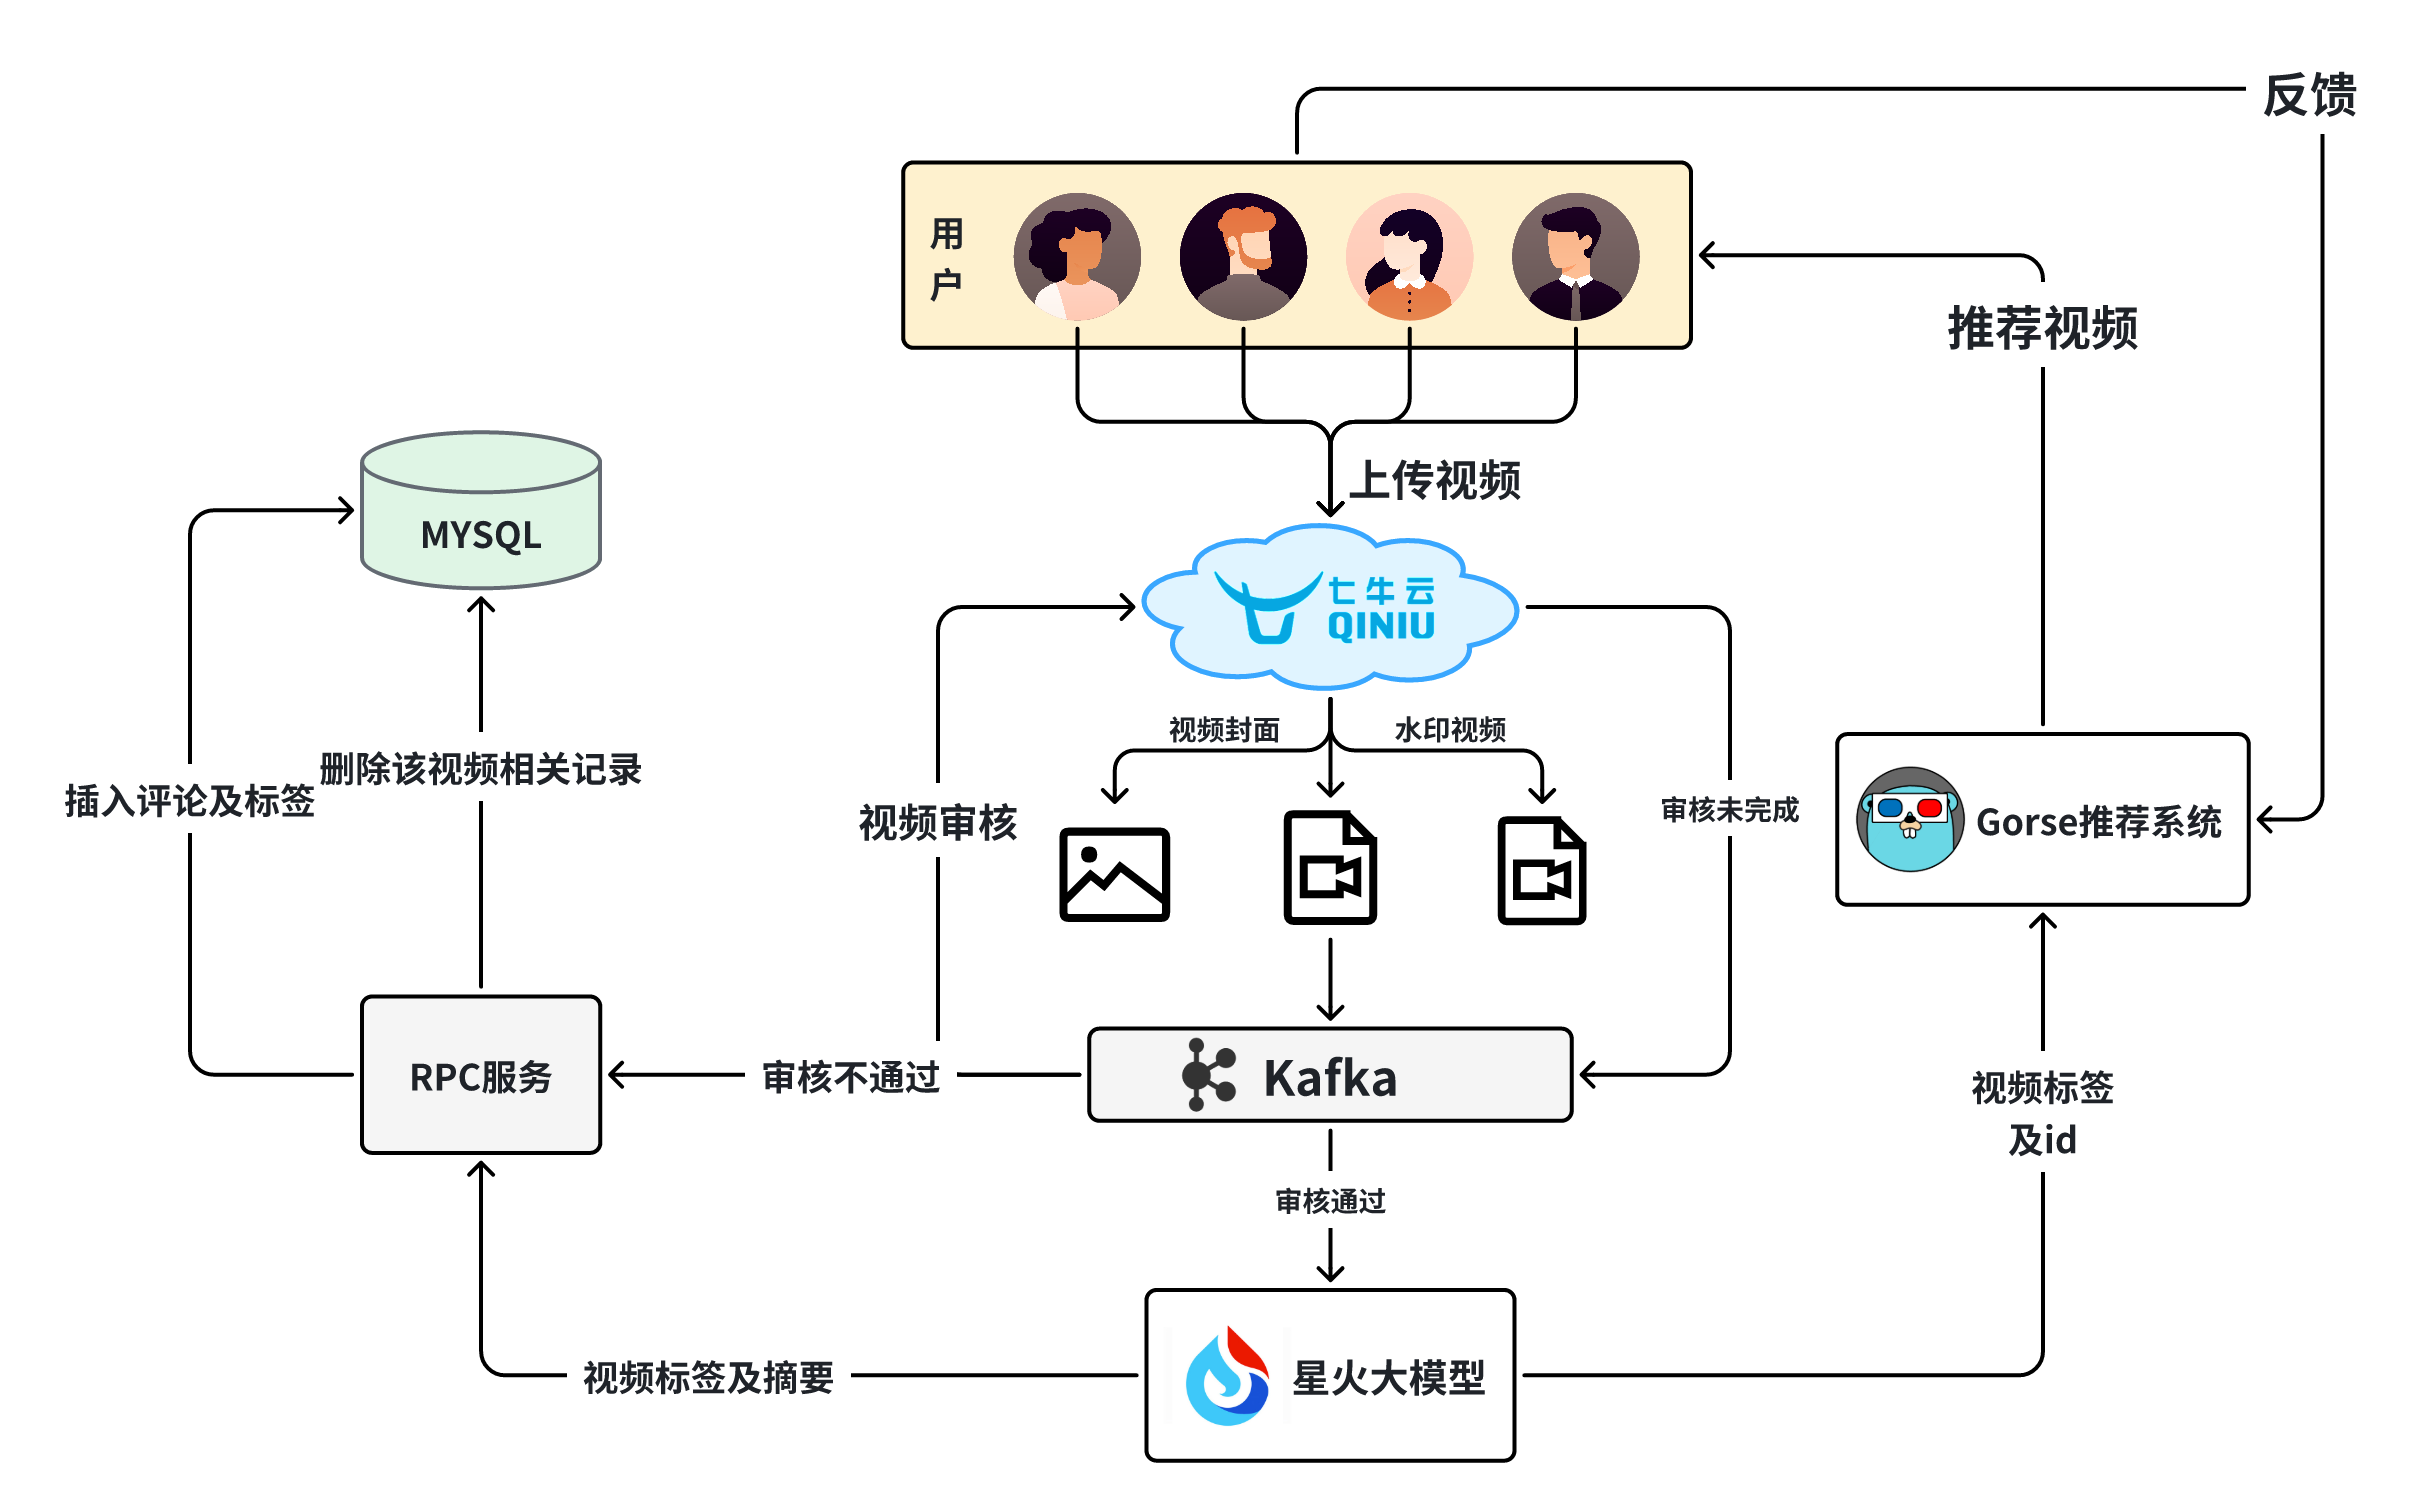 反馈
用
户
推荐视频
上传视频
MYSQL
七牛云
QINIU
视频封面
水印视频
删除该视频相关记录
插入评论及标签
视频审核
审核未完成
Gorse推荐系统
RPC服务
审核不通过
Kafka
视频标签
及id
审核通过
视频标签及摘要
星火大模型